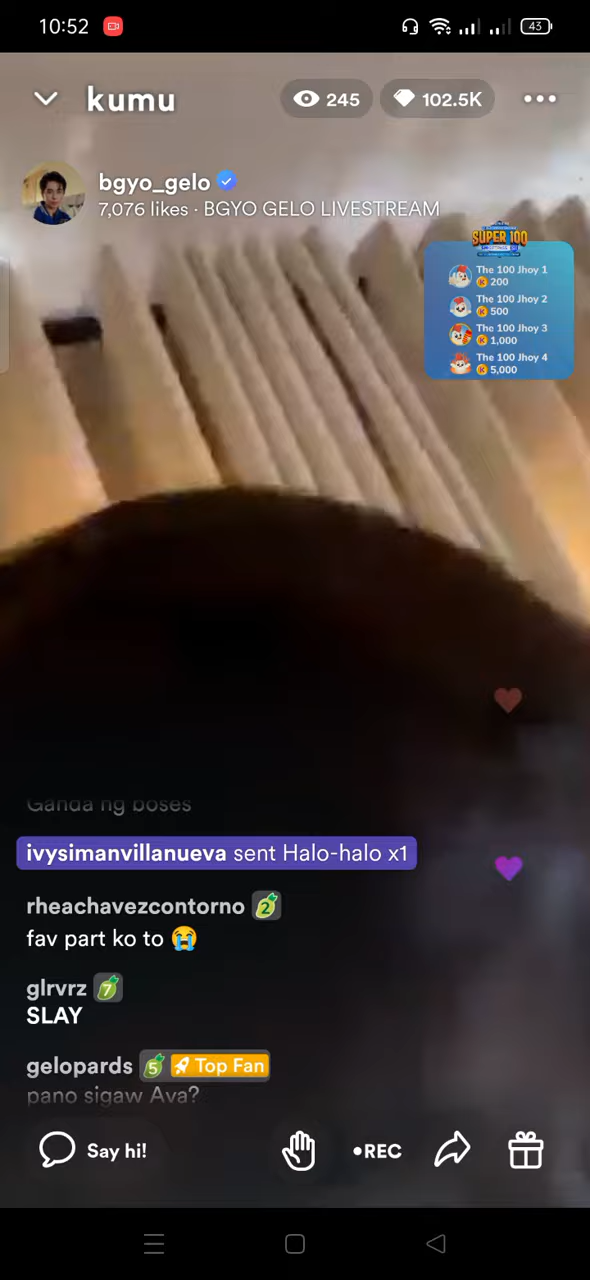 10:52
43
kumu
245
102.5K
bgyo_gelo
7,076 likes · BGYO GELO LIVESTREAM
SUPER 100
The 100 Jhoy 1
K 200
The 100 Jhoy 2
K 500
The 100 Jhoy 3
K 1,000
The 100 Jhoy 4
K 5,000
Ganda ng boses
ivysimanvillanueva sent Halo-halo x1
rheachavezcontorno 2
fav part ko to 😭
glrvrz 7
SLAY
gelopards 5 Top Fan
pano sigaw Ava?
Say hi!
•REC